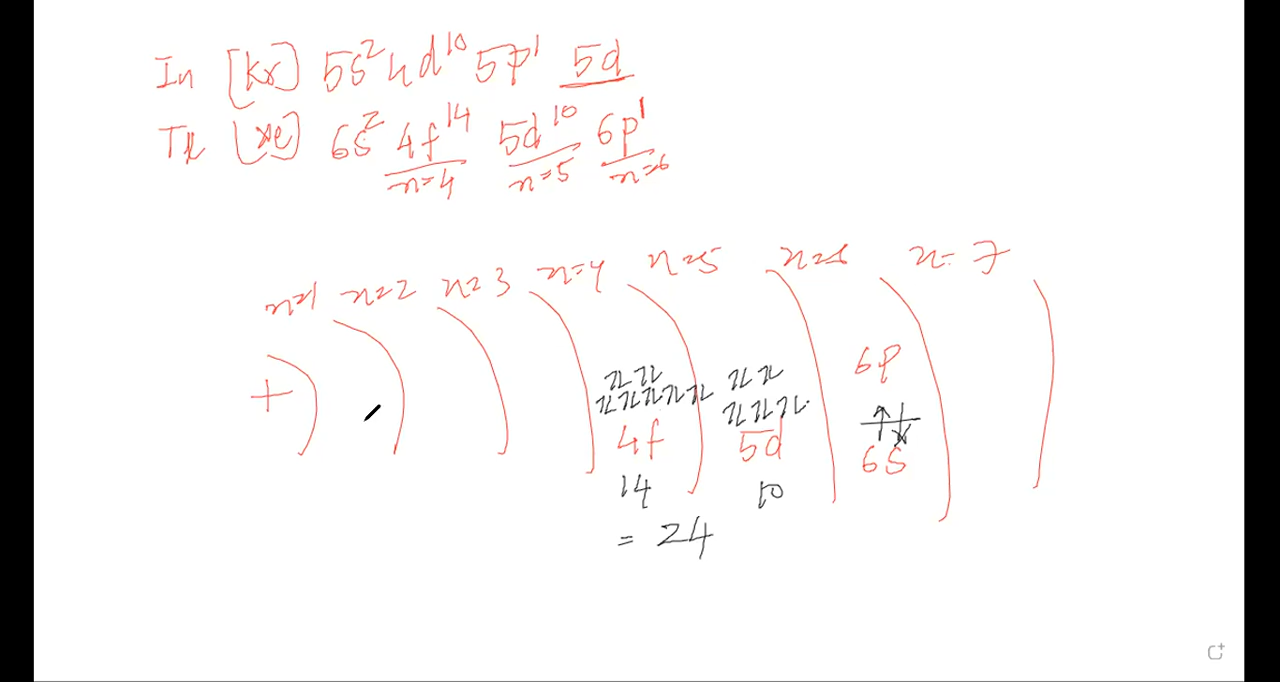 In [Kr] 5s² 4d¹⁰ 5p¹ 5d
Tl [Xe] 6s² 4f¹⁴ 5d¹⁰ 6p¹
n=4 n=5 n=6
n=1 n=2 n=3 n=4 n=5 n=6 n=7
6p
+
4f 5d 6s
14 10
= 24